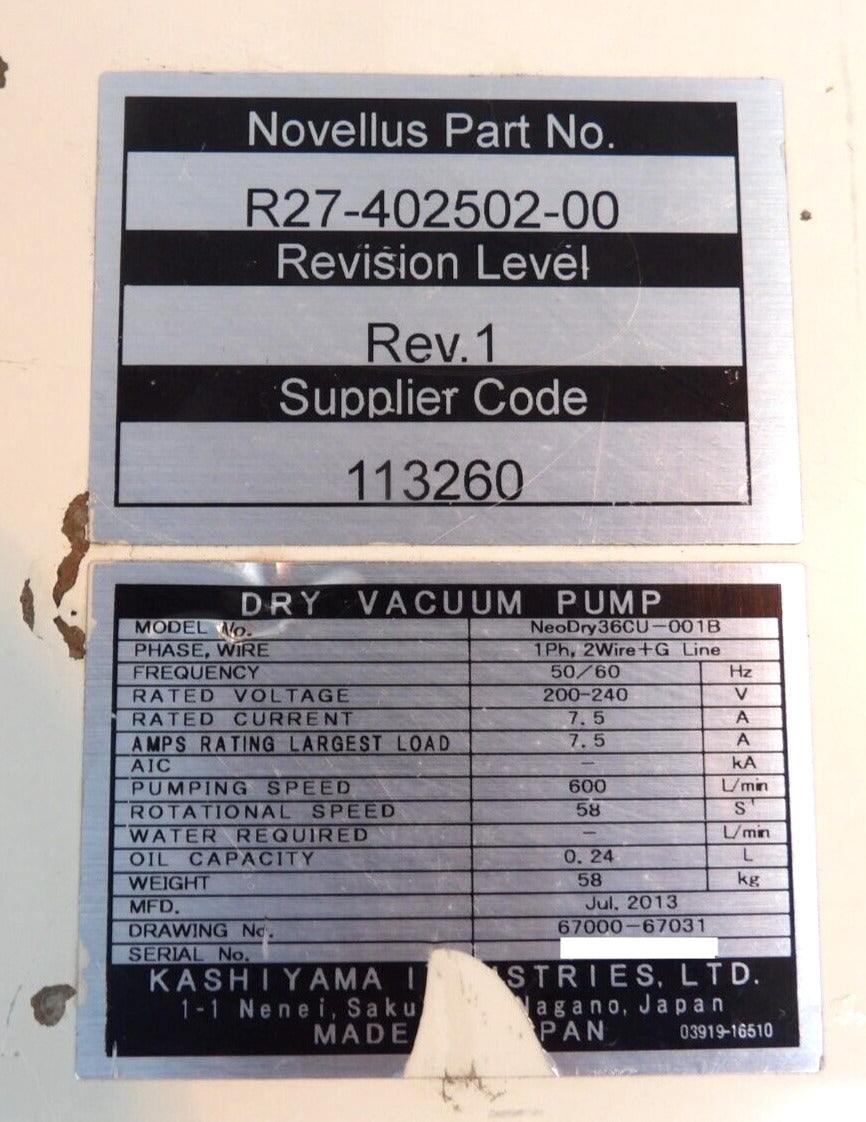 Novellus Part No.
R27-402502-00
Revision Level
Rev.1
Supplier Code
113260
DRY VACUUM PUMP
MODEL No. NeoDry36CU-001B
PHASE, WIRE 1Ph, 2Wire+G Line
FREQUENCY 50/60 Hz
RATED VOLTAGE 200-240 V
RATED CURRENT 7.5 A
AMPS RATING LARGEST LOAD 7.5 A
AIC - kA
PUMPING SPEED 600 L/min
ROTATIONAL SPEED 58 S⁻¹
WATER REQUIRED - L/min
OIL CAPACITY 0.24 L
WEIGHT 58 kg
MFD. Jul. 2013
DRAWING No. 67000-67031
SERIAL No.
KASHIYAMA INDUSTRIES, LTD.
1-1 Nenei, Saku Nagano, Japan
MADE JAPAN 03919-16510